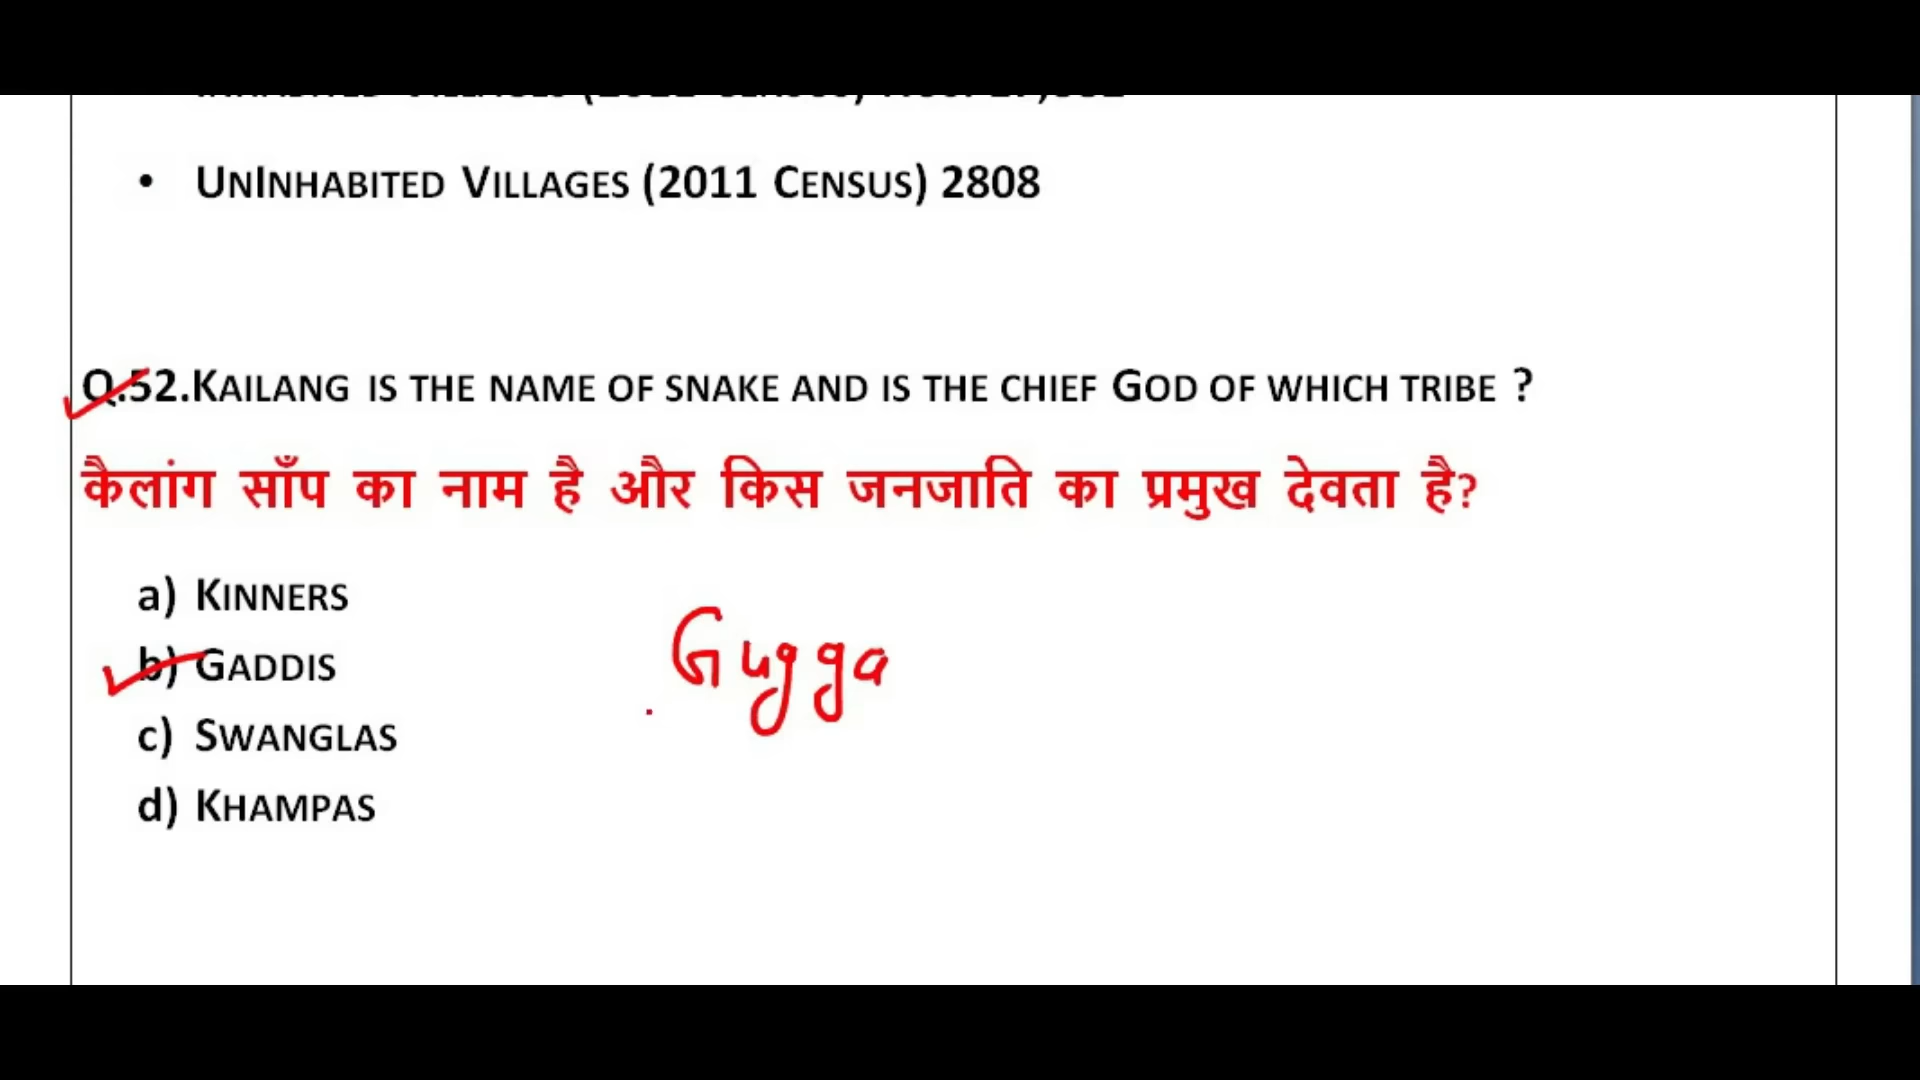 • UNINHABITED VILLAGES (2011 CENSUS) 2808
Q.52.KAILANG IS THE NAME OF SNAKE AND IS THE CHIEF GOD OF WHICH TRIBE ?
कैलांग साँप का नाम है और किस जनजाति का प्रमुख देवता है?
a) KINNERS
b) GADDIS
Gugga
c) SWANGLAS
d) KHAMPAS